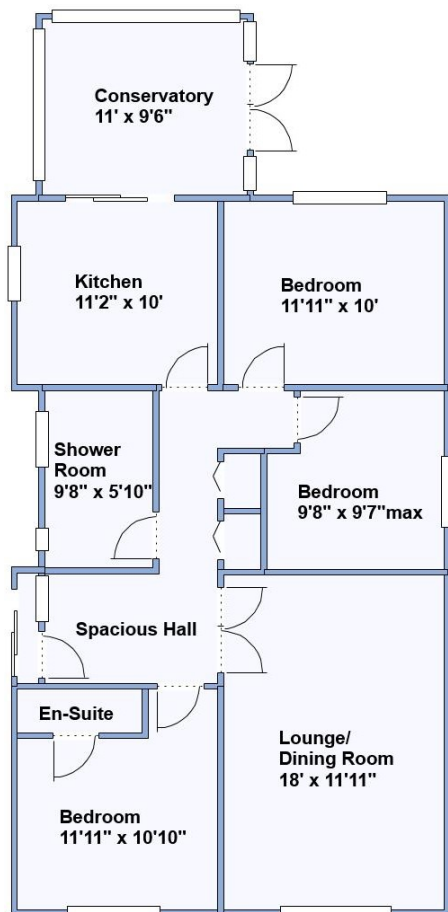 Conservatory
11' x 9'6"
Kitchen
11'2" x 10'
Bedroom
11'11" x 10'
Shower
Room
9'8" x 5'10"
Bedroom
9'8" x 9'7"max
Spacious Hall
En-Suite
Lounge/
Dining Room
18' x 11'11"
Bedroom
11'11" x 10'10"